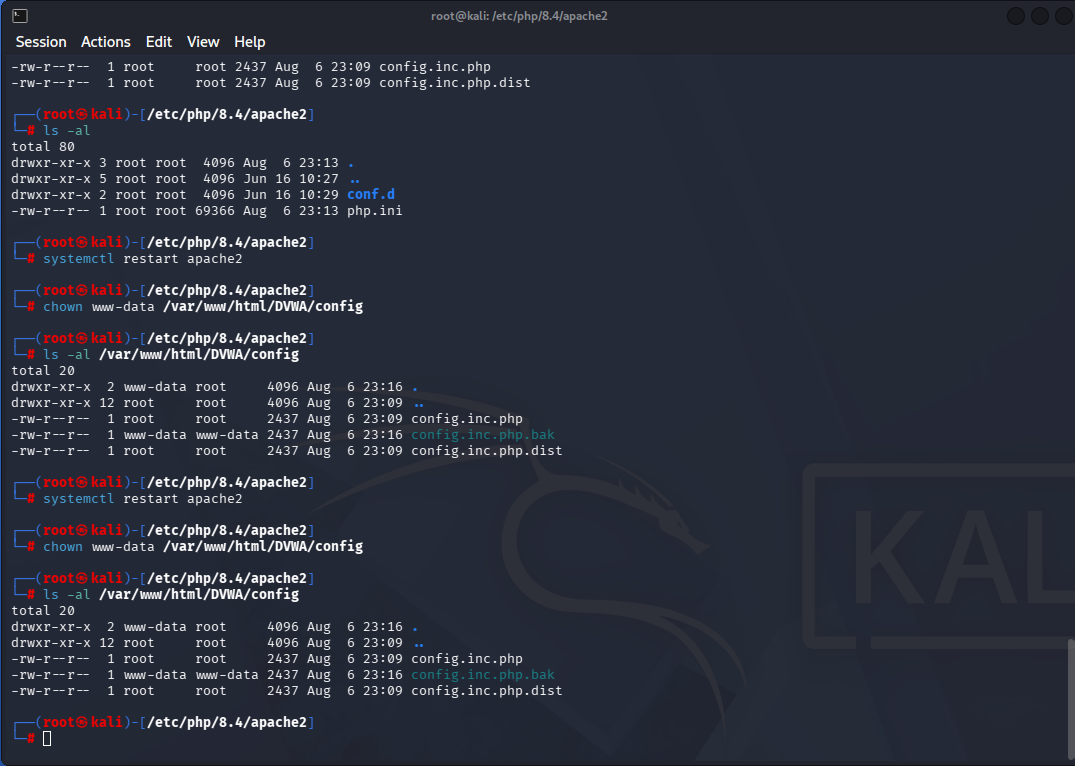 root@kali: /etc/php/8.4/apache2
Session Actions Edit View Help
-rw-r--r-- 1 root root 2437 Aug 6 23:09 config.inc.php
-rw-r--r-- 1 root root 2437 Aug 6 23:09 config.inc.php.dist
┌──(root㉿kali)-[/etc/php/8.4/apache2]
└─# ls -al
total 80
drwxr-xr-x 3 root root 4096 Aug 6 23:13 .
drwxr-xr-x 5 root root 4096 Jun 16 10:27 ..
drwxr-xr-x 2 root root 4096 Jun 16 10:29 conf.d
-rw-r--r-- 1 root root 69366 Aug 6 23:13 php.ini
┌──(root㉿kali)-[/etc/php/8.4/apache2]
└─# systemctl restart apache2
┌──(root㉿kali)-[/etc/php/8.4/apache2]
└─# chown www-data /var/www/html/DVWA/config
┌──(root㉿kali)-[/etc/php/8.4/apache2]
└─# ls -al /var/www/html/DVWA/config
total 20
drwxr-xr-x 2 www-data root 4096 Aug 6 23:16 .
drwxr-xr-x 12 root root 4096 Aug 6 23:09 ..
-rw-r--r-- 1 root root 2437 Aug 6 23:09 config.inc.php
-rw-r--r-- 1 www-data www-data 2437 Aug 6 23:16 config.inc.php.bak
-rw-r--r-- 1 root root 2437 Aug 6 23:09 config.inc.php.dist
┌──(root㉿kali)-[/etc/php/8.4/apache2]
└─# systemctl restart apache2
┌──(root㉿kali)-[/etc/php/8.4/apache2]
└─# chown www-data /var/www/html/DVWA/config
┌──(root㉿kali)-[/etc/php/8.4/apache2]
└─# ls -al /var/www/html/DVWA/config
total 20
drwxr-xr-x 2 www-data root 4096 Aug 6 23:16 .
drwxr-xr-x 12 root root 4096 Aug 6 23:09 ..
-rw-r--r-- 1 root root 2437 Aug 6 23:09 config.inc.php
-rw-r--r-- 1 www-data www-data 2437 Aug 6 23:16 config.inc.php.bak
-rw-r--r-- 1 root root 2437 Aug 6 23:09 config.inc.php.dist
┌──(root㉿kali)-[/etc/php/8.4/apache2]
└─#
KAL